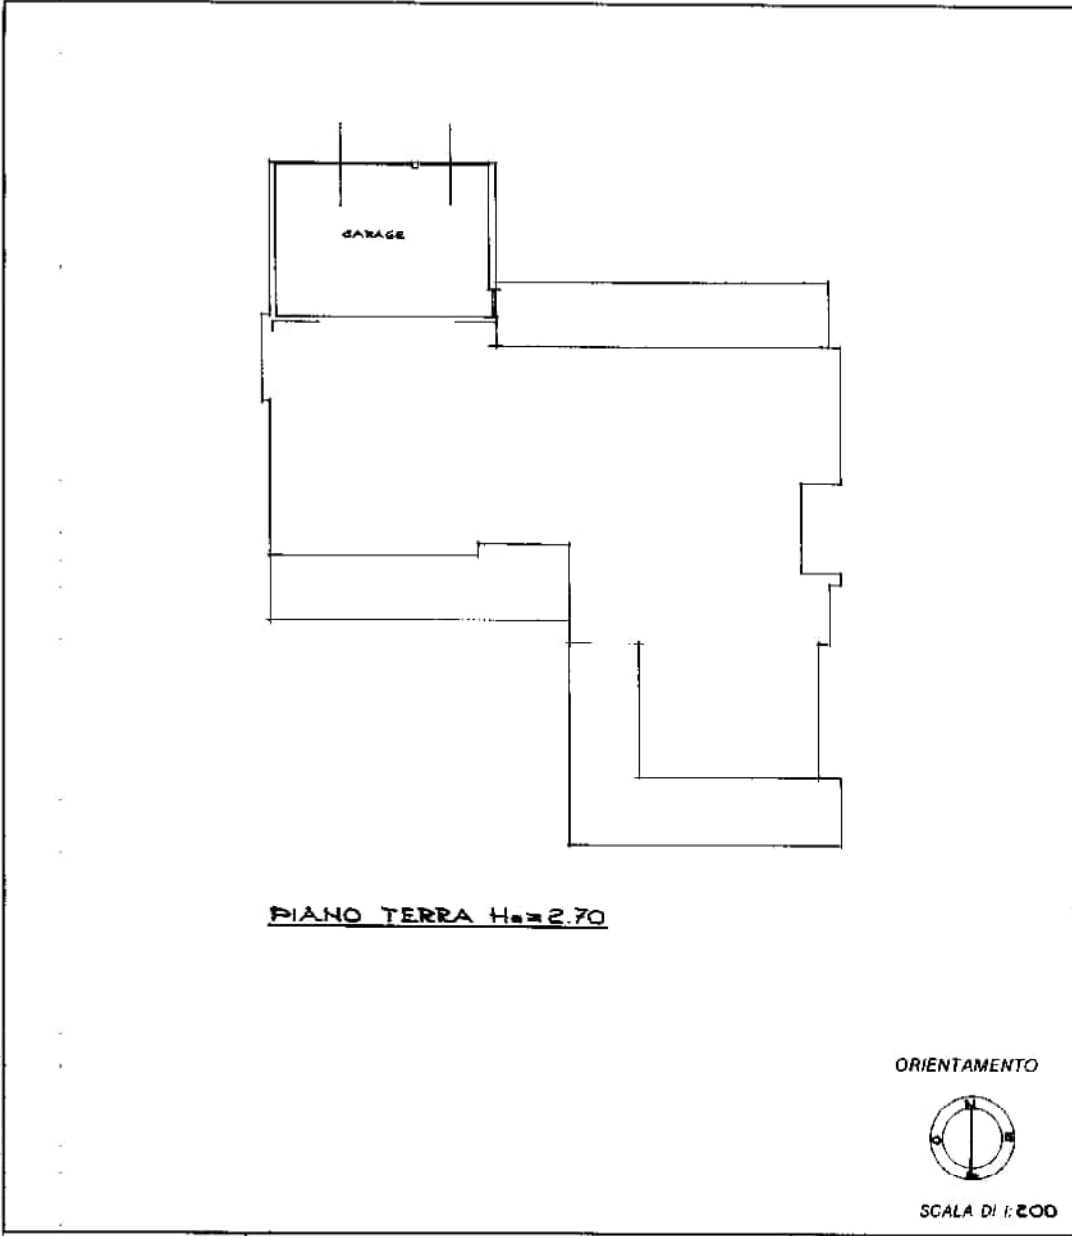 GARAGE
PIANO TERRA H.=2.70
ORIENTAMENTO
N
O E
SCALA DI 1:200